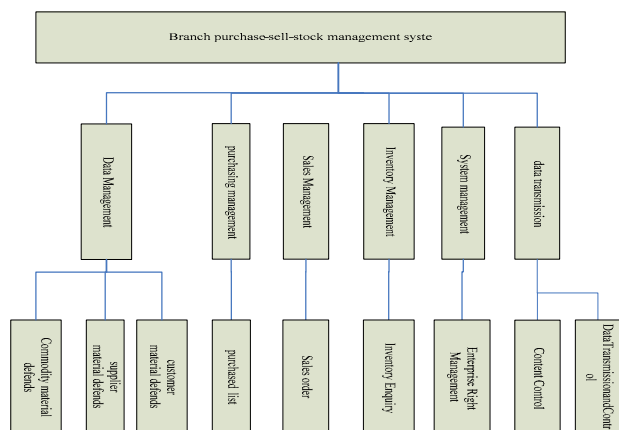 Branch purchase-sell-stock management syste
Data Management
purchasing management
Sales Management
Inventory Management
System management
data transmission
Commodity material
defends
supplier
material defends
customer
material defends
purchased list
Sales order
Inventory Enquiry
Enterprise Right
Management
Content Control
DataTransmissionandContr
ol